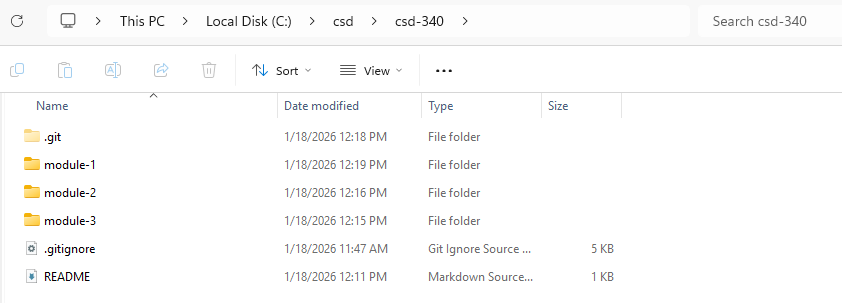 This PC > Local Disk (C:) > csd > csd-340 > Search csd-340
Sort View ...
Name Date modified Type Size
.git 1/18/2026 12:18 PM File folder
module-1 1/18/2026 12:19 PM File folder
module-2 1/18/2026 12:16 PM File folder
module-3 1/18/2026 12:15 PM File folder
.gitignore 1/18/2026 11:47 AM Git Ignore Source ... 5 KB
README 1/18/2026 12:11 PM Markdown Source... 1 KB